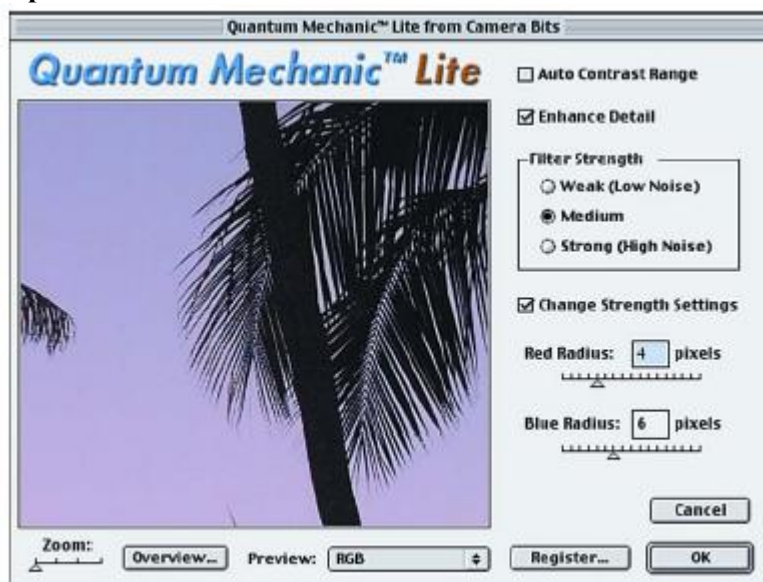 Quantum Mechanic™ Lite from Camera Bits
Quantum Mechanic™ Lite
Auto Contrast Range
Enhance Detail
Filter Strength
Weak (Low Noise)
Medium
Strong (High Noise)
Change Strength Settings
Red Radius: 4 pixels
Blue Radius: 6 pixels
Cancel
Zoom:
Overview...
Preview: RGB
Register...
OK